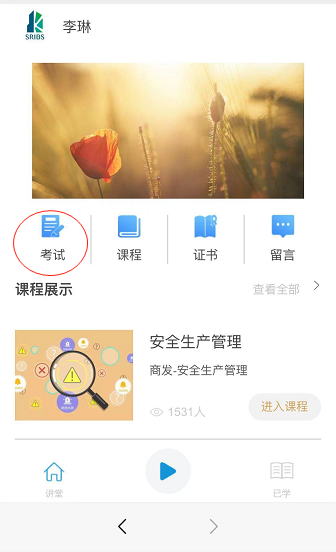 SRIBS
李琳
考试
课程
证书
留言
课程展示
查看全部
安全生产管理
商发-安全生产管理
1531人
进入课程
讲堂
已学